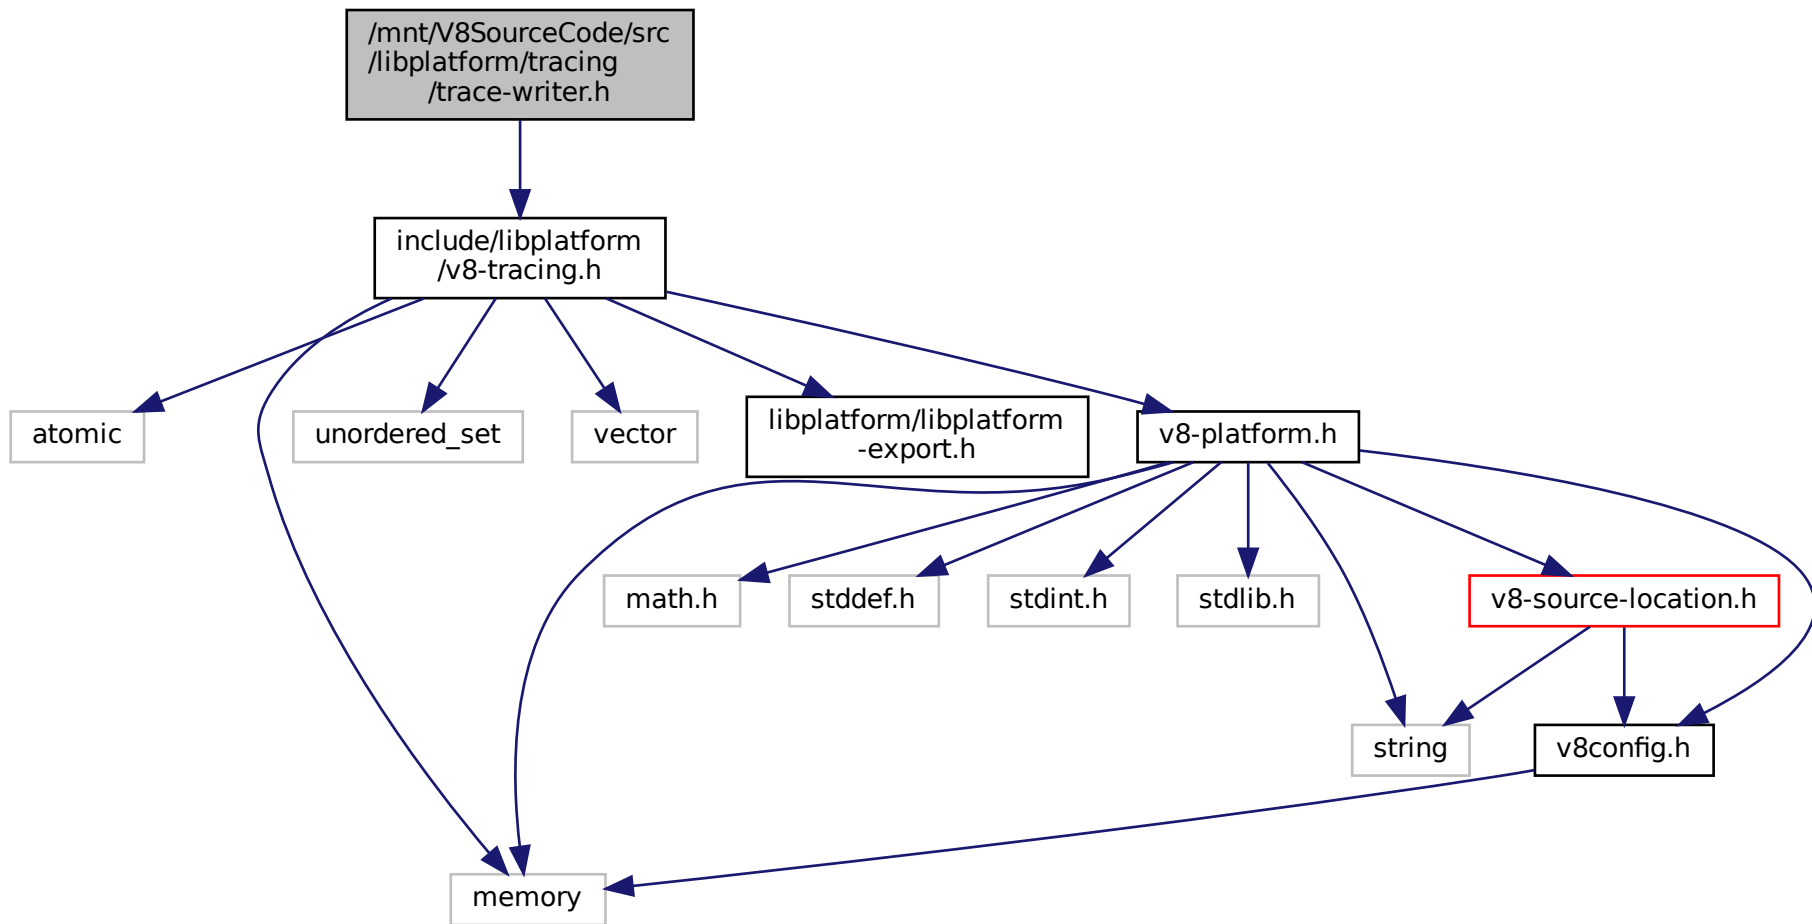 /mnt/V8SourceCode/src
/libplatform/tracing
/trace-writer.h
include/libplatform
/v8-tracing.h
atomic
unordered_set
vector
libplatform/libplatform
-export.h
v8-platform.h
math.h
stddef.h
stdint.h
stdlib.h
v8-source-location.h
string
v8config.h
memory